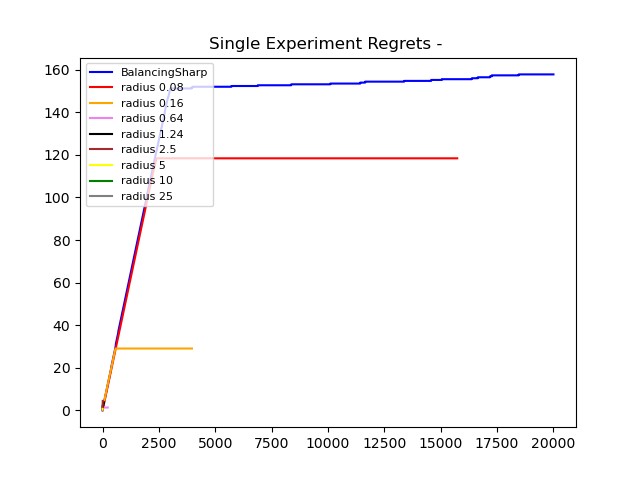 Single Experiment Regrets -
BalancingSharp
radius 0.08
radius 0.16
radius 0.64
radius 1.24
radius 2.5
radius 5
radius 10
radius 25
160
140
120
100
80
60
40
20
0
0 2500 5000 7500 10000 12500 15000 17500 20000